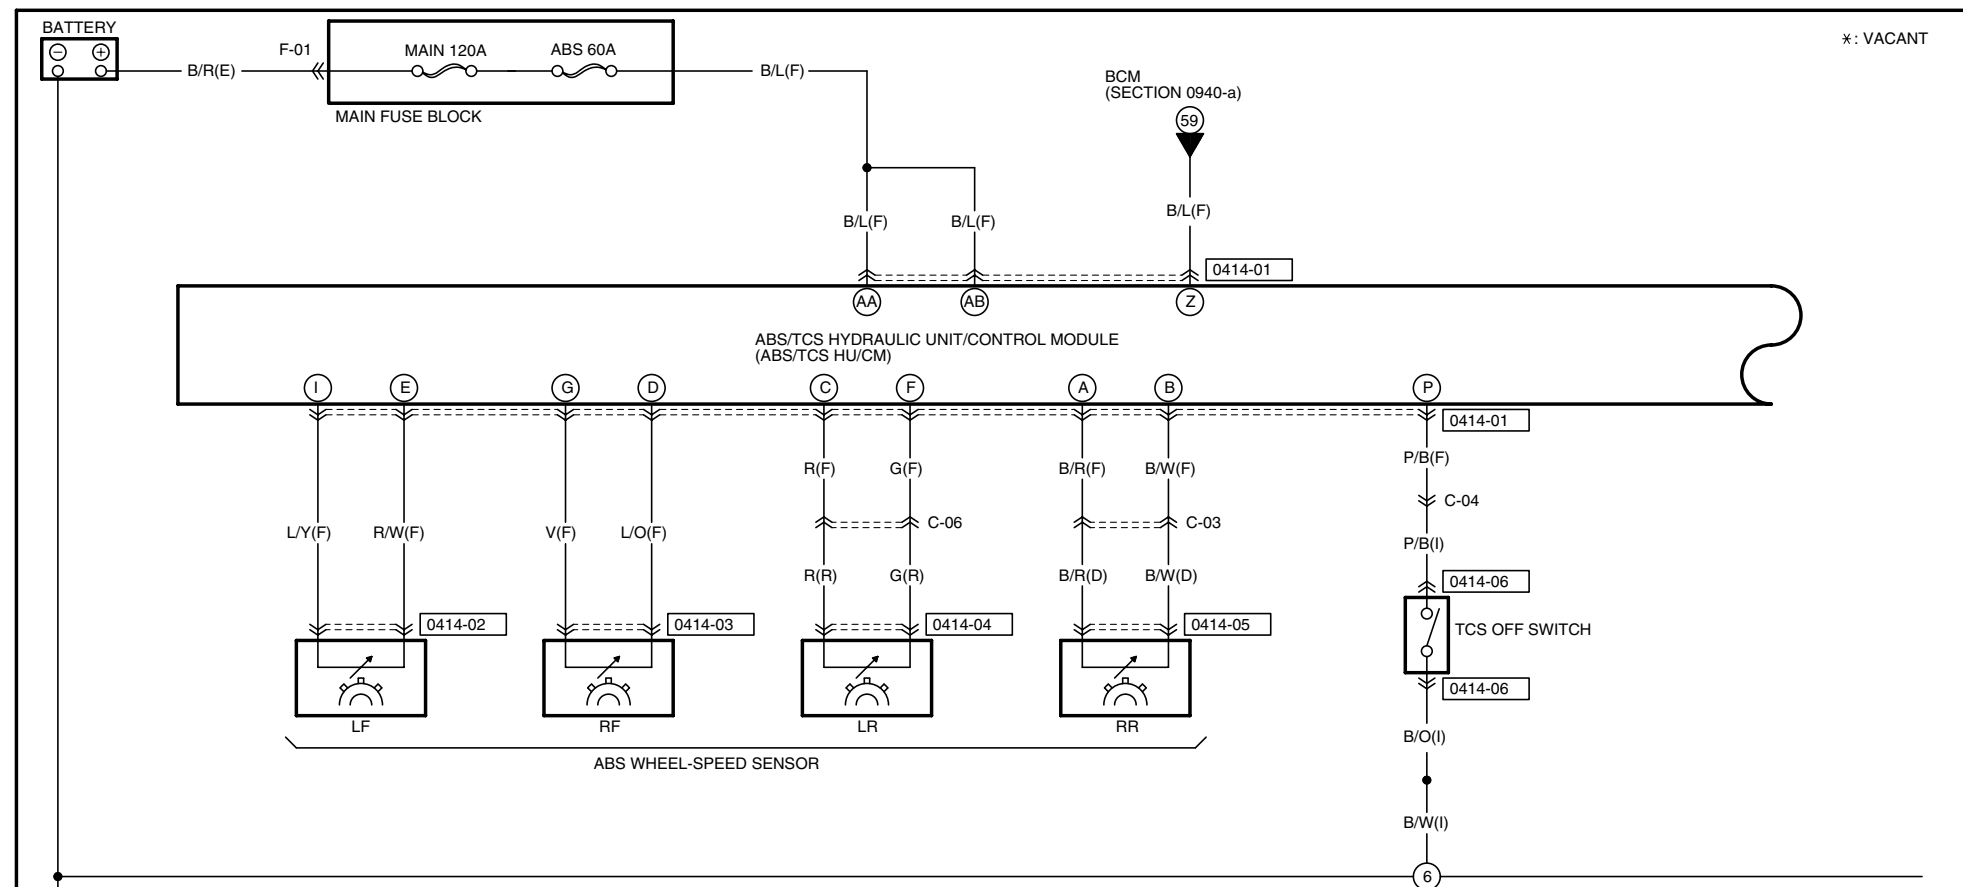 BATTERY
− +
F-01
MAIN 120A ABS 60A
*: VACANT
B/R(E)
B/L(F)
BCM
(SECTION 0940-a)
MAIN FUSE BLOCK
59
B/L(F) B/L(F) B/L(F)
0414-01
AA AB Z
ABS/TCS HYDRAULIC UNIT/CONTROL MODULE
(ABS/TCS HU/CM)
I E G D C F A B P
0414-01
R(F) G(F) B/R(F) B/W(F) P/B(F)
C-04
C-06 C-03
L/Y(F) R/W(F) V(F) L/O(F)
P/B(I)
R(R) G(R) B/R(D) B/W(D)
0414-06
0414-02 0414-03 0414-04 0414-05
TCS OFF SWITCH
0414-06
LF RF LR RR
B/O(I)
ABS WHEEL-SPEED SENSOR
B/W(I)
6